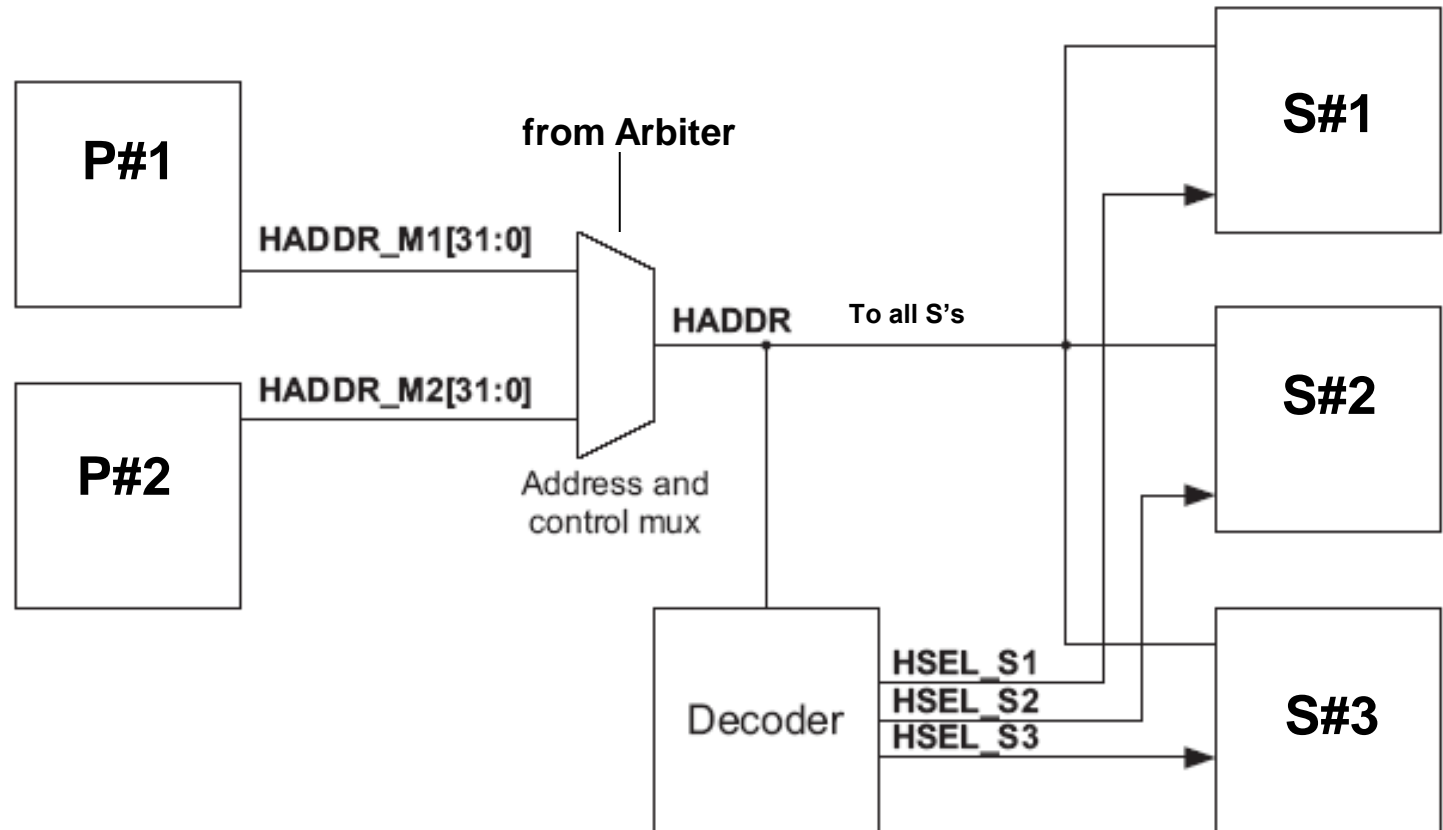 S#1
P#1
from Arbiter
HADDR_M1[31:0]
HADDR
To all S's
HADDR_M2[31:0]
S#2
P#2
Address and
control mux
HSEL_S1
HSEL_S2
HSEL_S3
Decoder
S#3